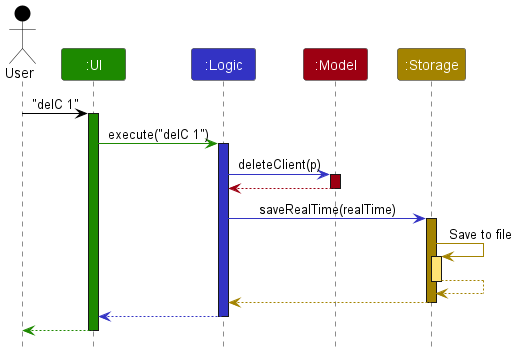 User
:UI
:Logic
:Model
:Storage
"delC 1"
execute("delC 1")
deleteClient(p)
saveRealTime(realTime)
Save to file